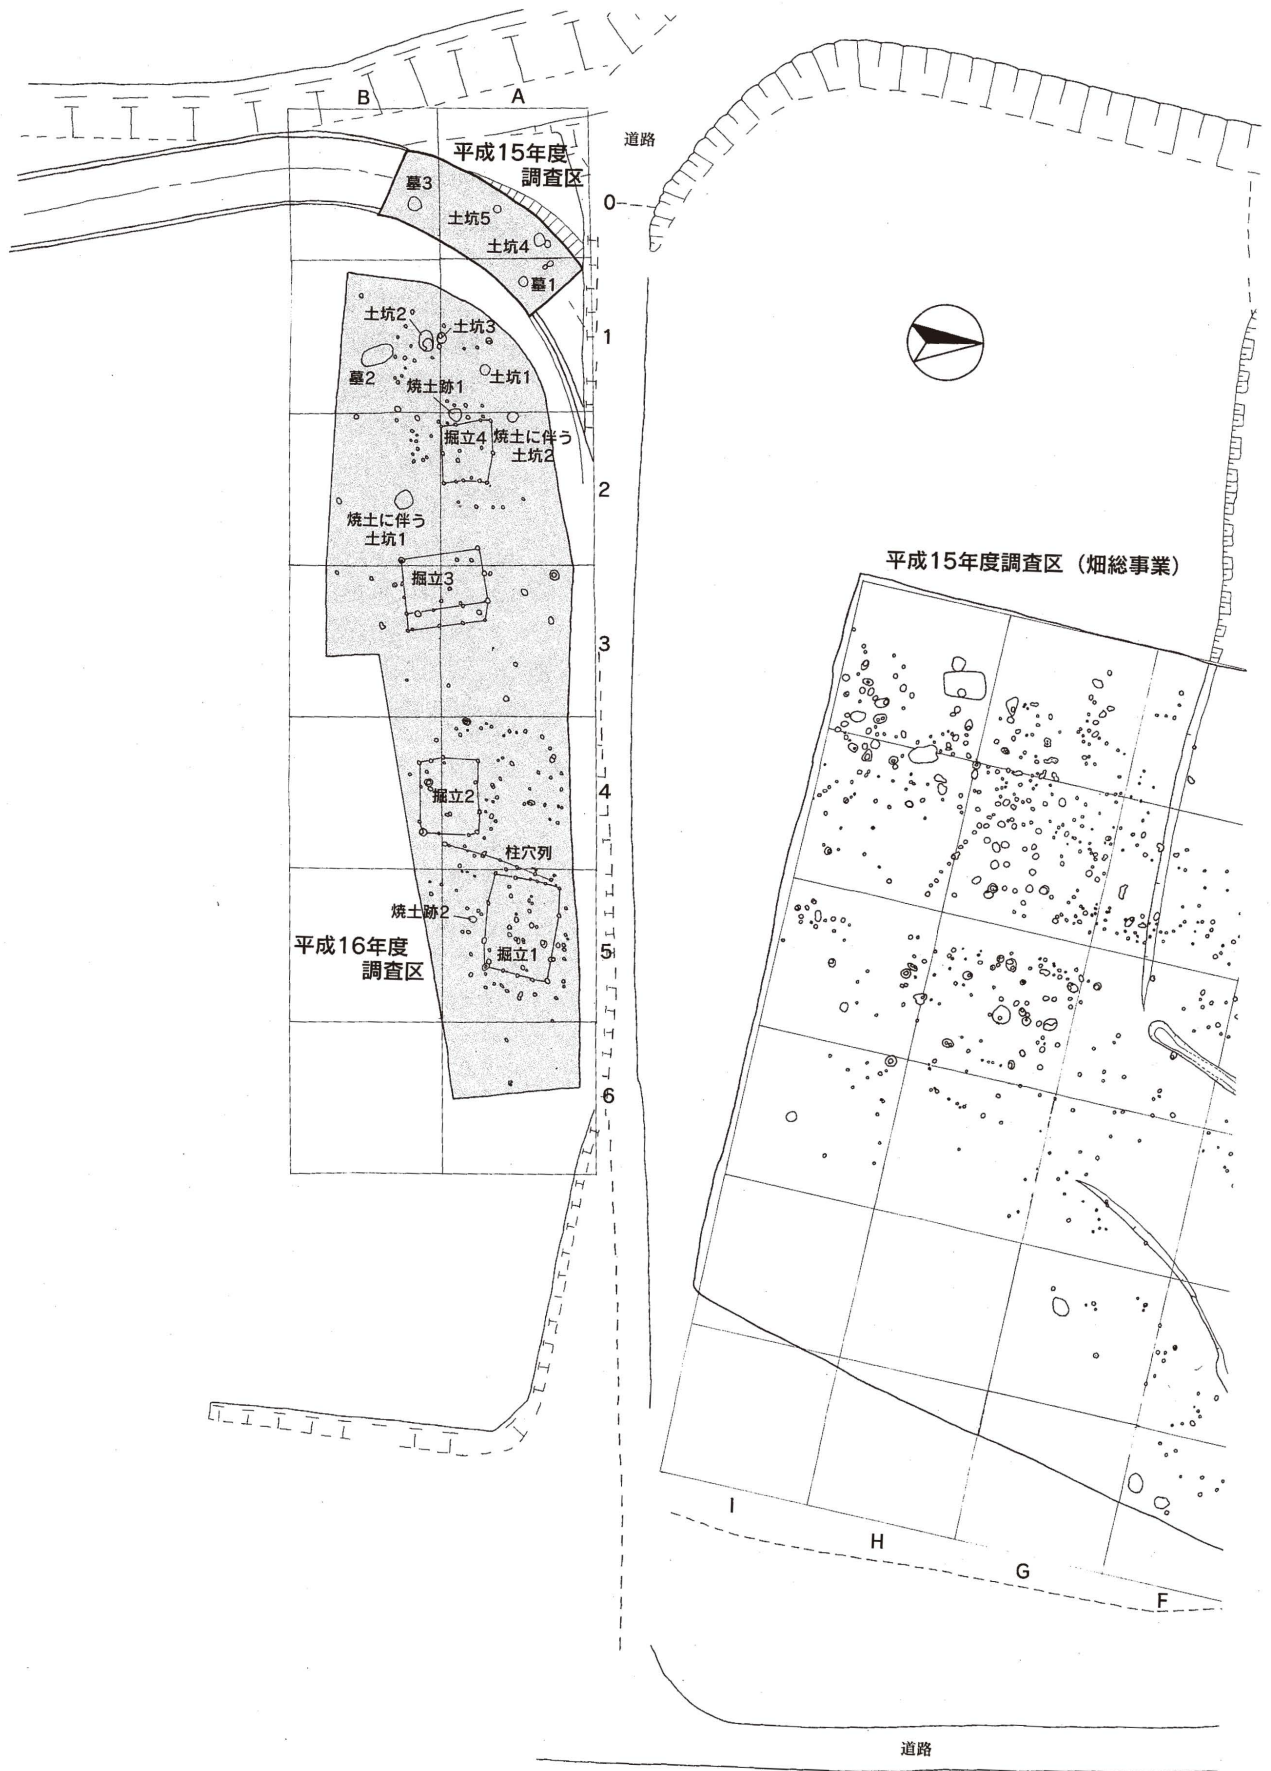 B
A
道路
平成15年度
調査区
墓3
0
土坑5
土坑4
墓1
土坑2
土坑3
1
墓2
土坑1
焼土跡1
掘立4
焼土に伴う
土坑2
2
焼土に伴う
土坑1
平成15年度調査区（畑総事業）
掘立3
3
掘立2
4
柱穴列
焼土跡2
平成16年度
調査区
掘立1
5
6
I
H
G
F
道路